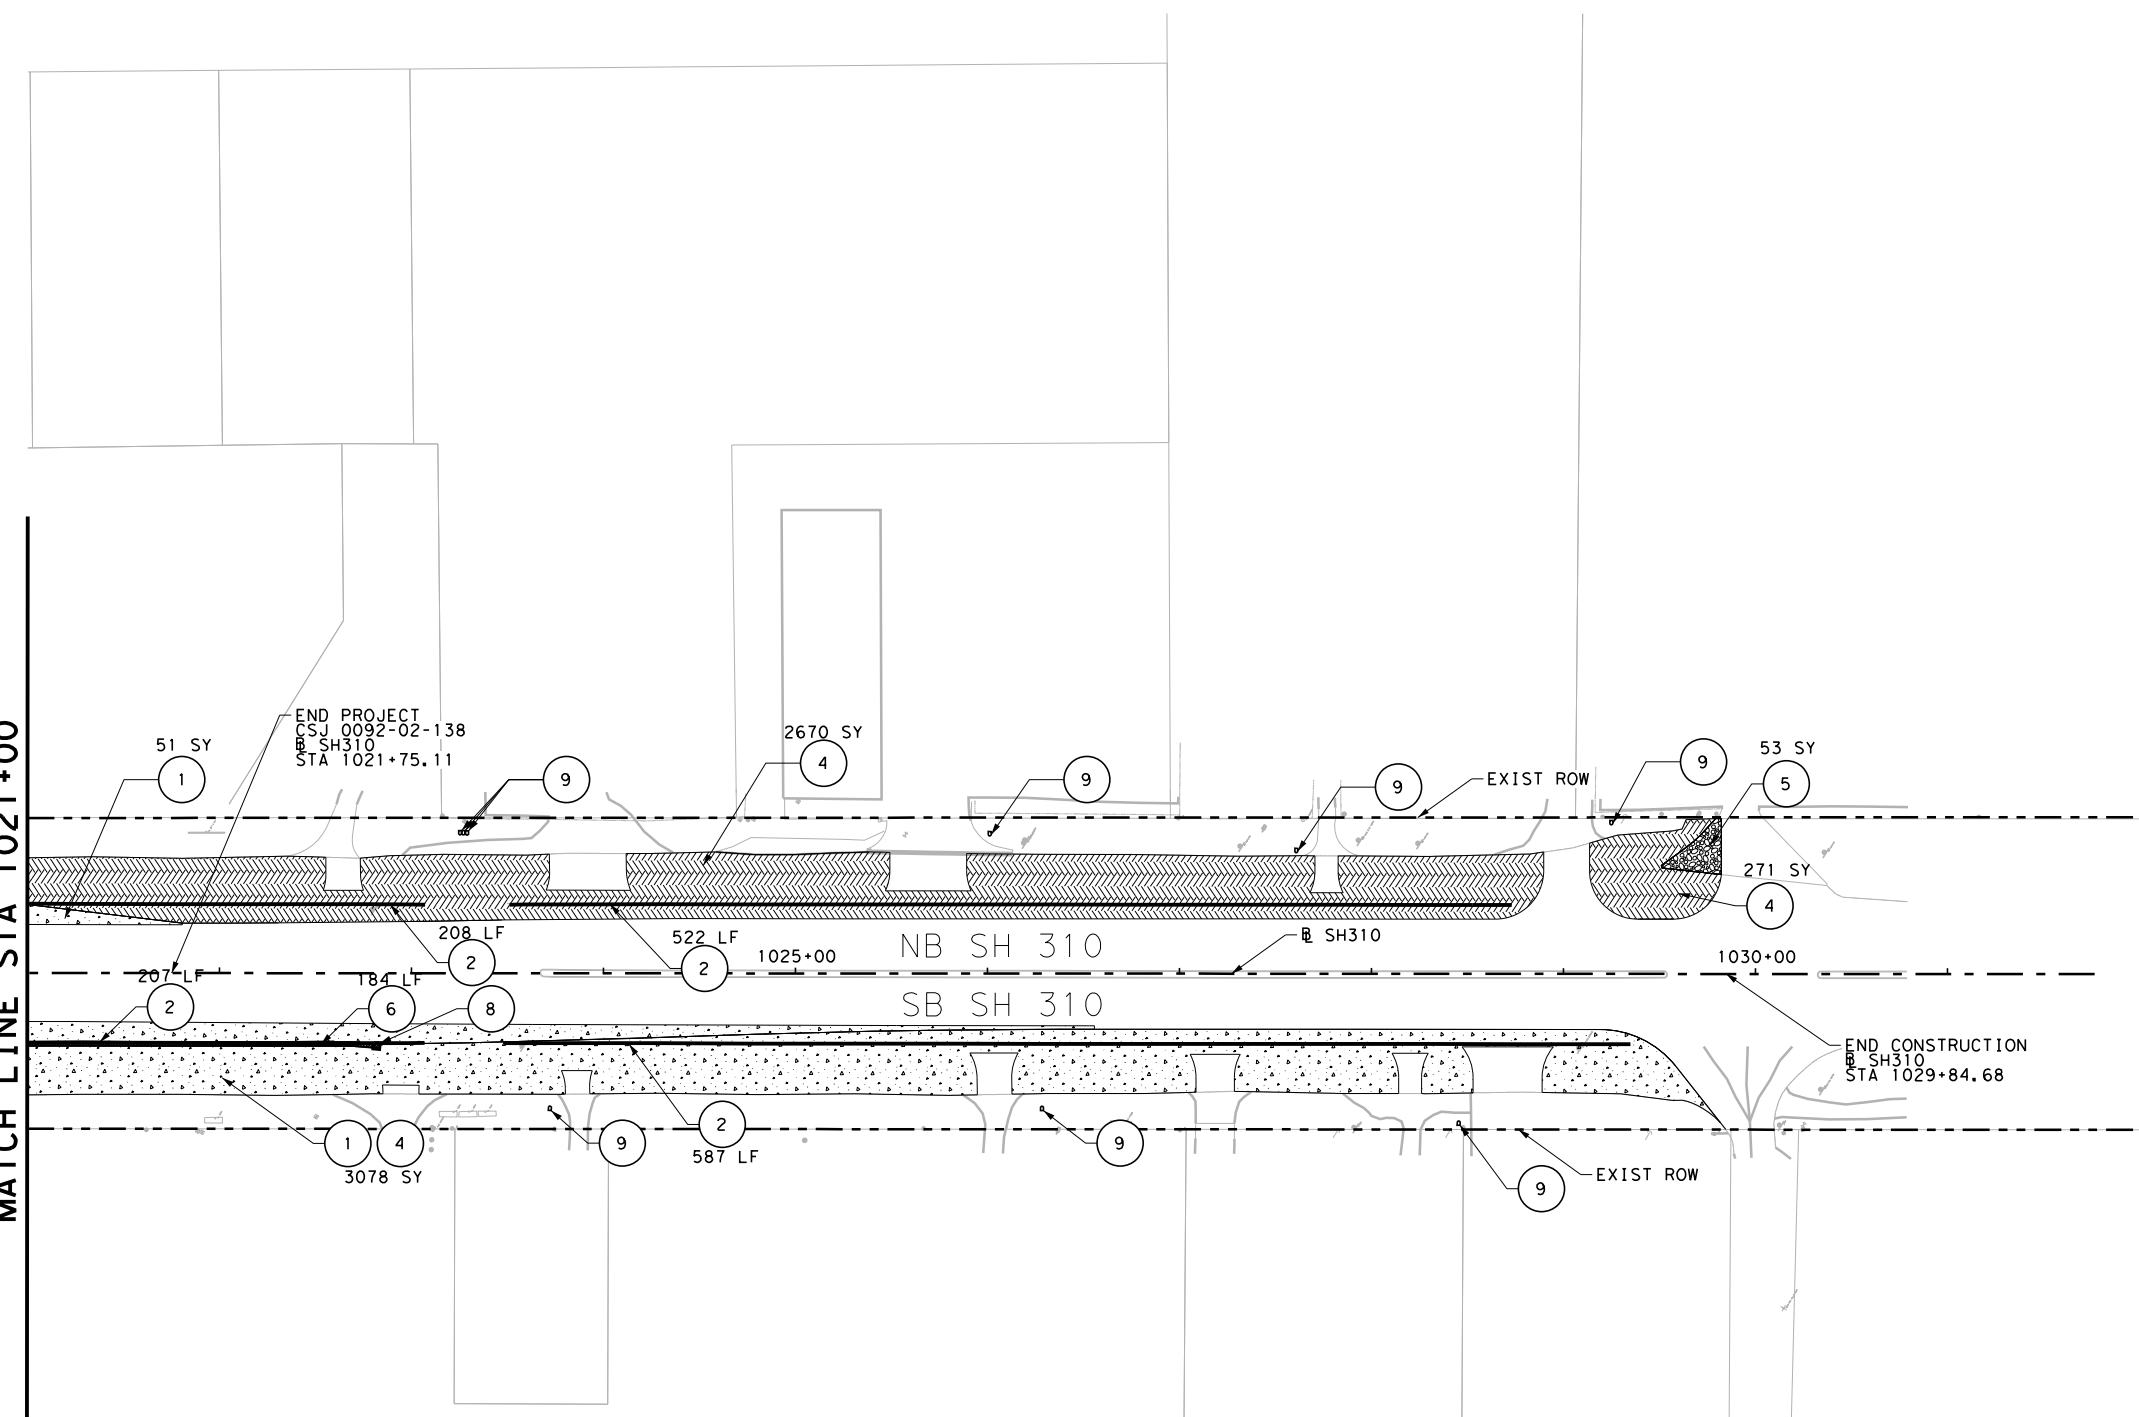 MATCH LINE STA 1021+00
END PROJECT
CSJ 0092-02-138
BL SH310
STA 1021+75.11
51 SY
1
9
2670 SY
4
9
9
EXIST ROW
9
53 SY
5
271 SY
4
208 LF
2
522 LF
2
1025+00
NB SH 310
BL SH310
1030+00
207 LF
2
184 LF
6
8
SB SH 310
END CONSTRUCTION
BL SH310
STA 1029+84.68
1
4
3078 SY
9
2
587 LF
9
9
EXIST ROW